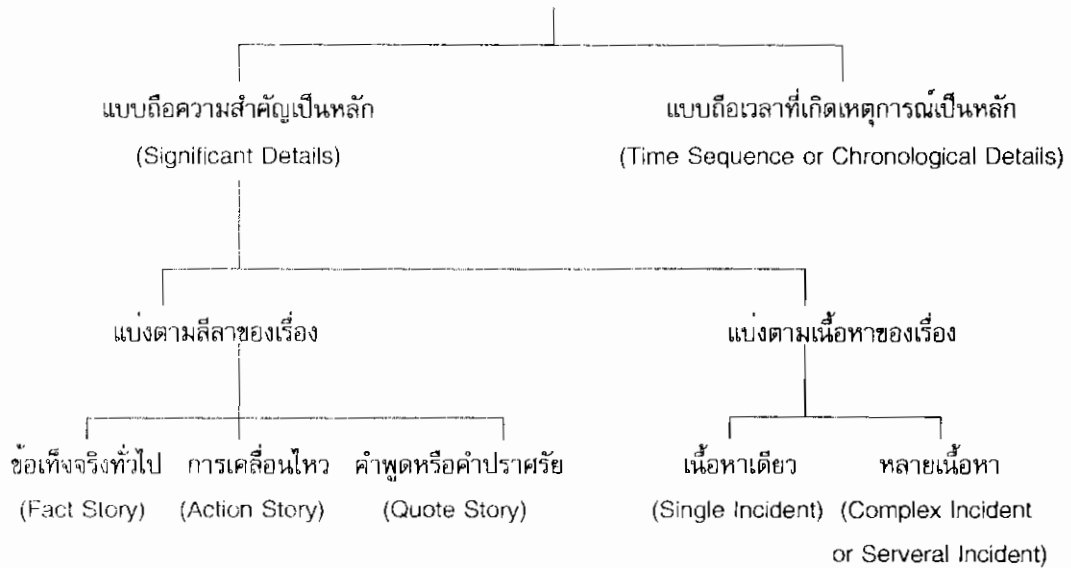 แบบถือความสำคัญเป็นหลัก
(Significant Details)
แบบถือเวลาที่เกิดเหตุการณ์เป็นหลัก
(Time Sequence or Chronological Details)
แบ่งตามลีลาของเรื่อง
แบ่งตามเนื้อหาของเรื่อง
ข้อเท็งจริงทั่วไป
(Fact Story)
การเคลื่อนไหว
(Action Story)
คำพูดหรือคำปราศรัย
(Quote Story)
เนื้อหาเดียว
(Single Incident)
หลายเนื้อหา
(Complex Incident
or Serveral Incident)